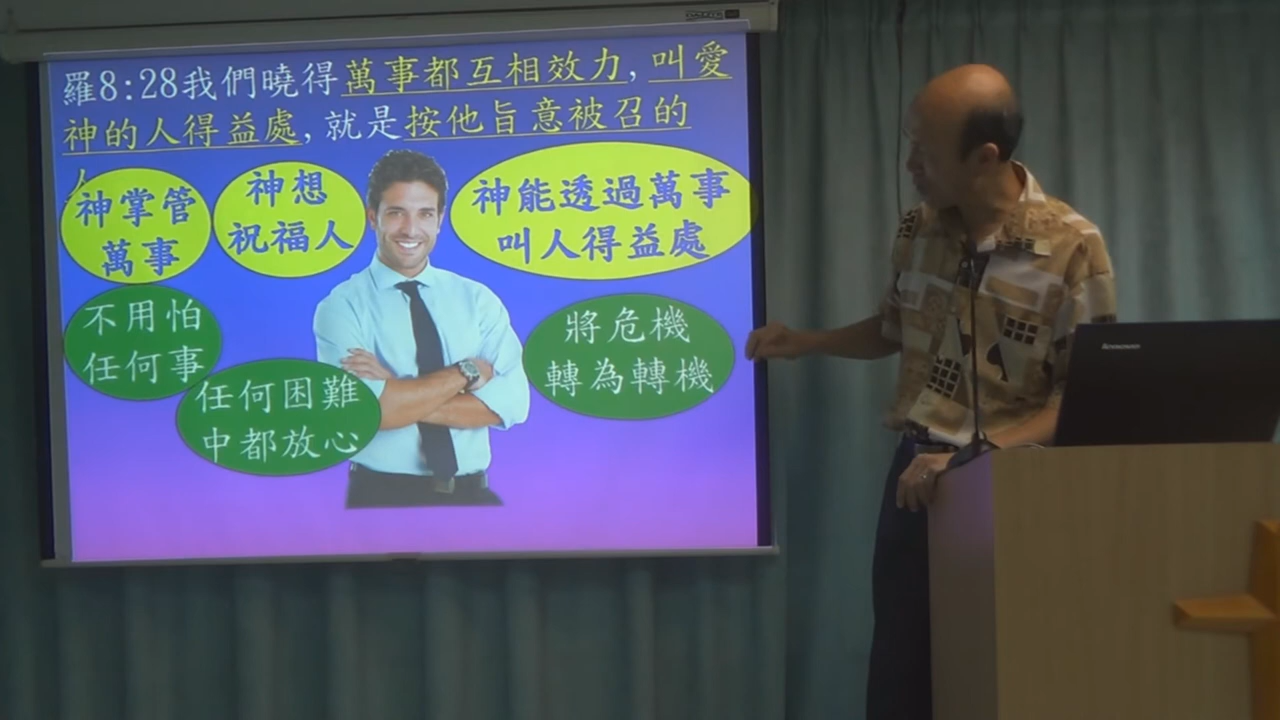 羅8:28我們曉得萬事都互相效力,叫愛
神的人得益處,就是按他旨意被召的
人
神掌管
萬事
神想
祝福人
神能透過萬事
叫人得益處
不用怕
任何事
任何困難
中都放心
將危機
轉為轉機
lenovo